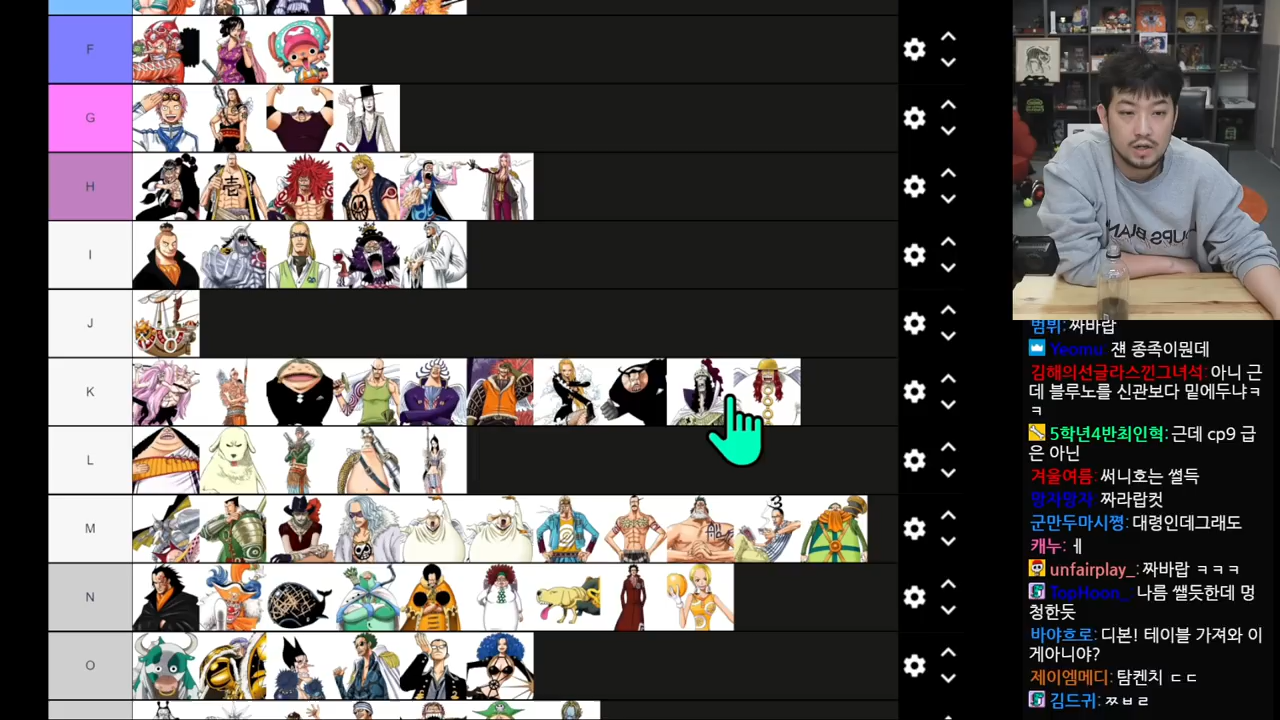 F
G
H
I
J
K
L
M
N
O
범뷔: 짜바랍
Yeomu: 쟨 종족이뭔데
김해의선글라스낀그녀석: 아니 근
데 블루노를 신관보다 밑에두냐ㅋ
ㅋ
5학년4반최인혁: 근데 cp9 급
은 아닌
겨울여름: 써니호는 썰득
망자망자: 짜라랍컷
군만두마시쪙: 대령인데그래도
캐누: ㅔ
unfairplay_: 짜바랍 ㅋㅋㅋ
TopHoon_: 나름 쌜듯한데 멍
청한듯
바야흐로: 디본! 테이블 가져와 이
게아니야?
제이엠메디: 탐켄치 ㄷㄷ
김드귀: ㅉㅂㄹ